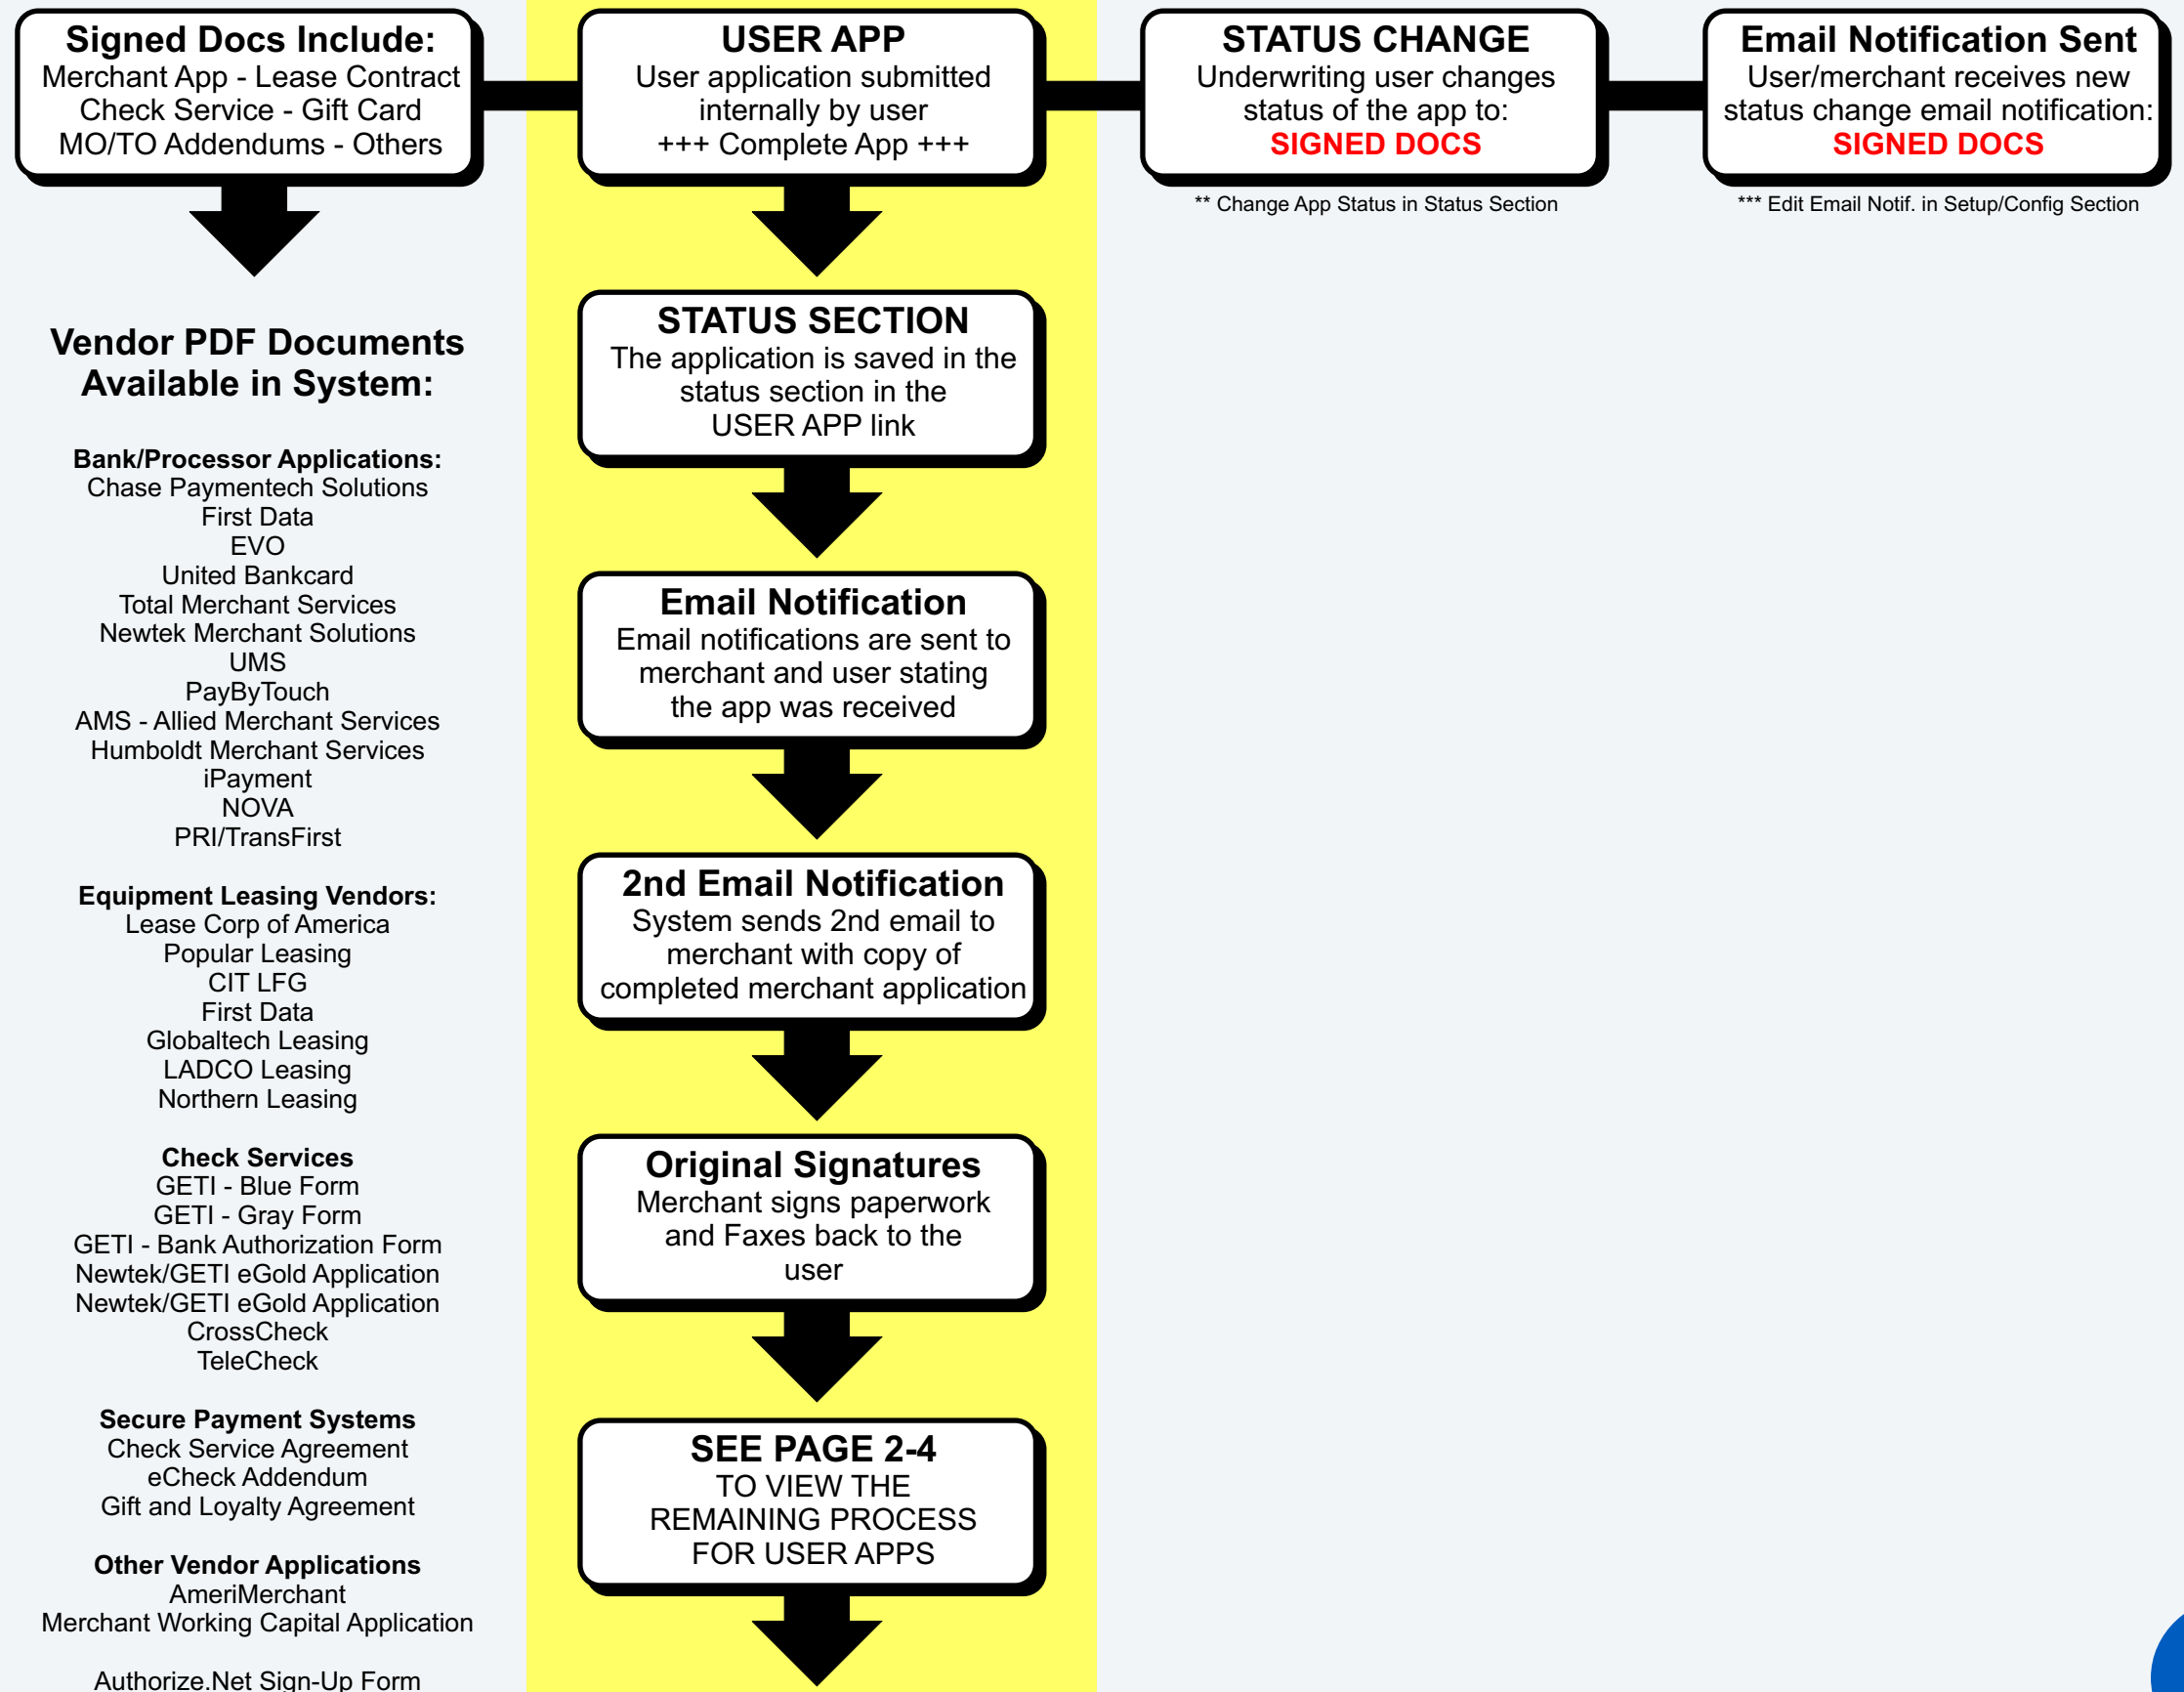 Signed Docs Include:
Merchant App - Lease Contract
Check Service - Gift Card
MO/TO Addendums - Others
USER APP
User application submitted
internally by user
+++ Complete App +++
STATUS CHANGE
Underwriting user changes
status of the app to:
SIGNED DOCS
** Change App Status in Status Section
Email Notification Sent
User/merchant receives new
status change email notification:
SIGNED DOCS
*** Edit Email Notif. in Setup/Config Section
Vendor PDF Documents
Available in System:
Bank/Processor Applications:
Chase Paymentech Solutions
First Data
EVO
United Bankcard
Total Merchant Services
Newtek Merchant Solutions
UMS
PayByTouch
AMS - Allied Merchant Services
Humboldt Merchant Services
iPayment
NOVA
PRI/TransFirst
Equipment Leasing Vendors:
Lease Corp of America
Popular Leasing
CIT LFG
First Data
Globaltech Leasing
LADCO Leasing
Northern Leasing
Check Services
GETI - Blue Form
GETI - Gray Form
GETI - Bank Authorization Form
Newtek/GETI eGold Application
Newtek/GETI eGold Application
CrossCheck
TeleCheck
Secure Payment Systems
Check Service Agreement
eCheck Addendum
Gift and Loyalty Agreement
Other Vendor Applications
AmeriMerchant
Merchant Working Capital Application
Authorize.Net Sign-Up Form
STATUS SECTION
The application is saved in the
status section in the
USER APP link
Email Notification
Email notifications are sent to
merchant and user stating
the app was received
2nd Email Notification
System sends 2nd email to
merchant with copy of
completed merchant application
Original Signatures
Merchant signs paperwork
and Faxes back to the
user
SEE PAGE 2-4
TO VIEW THE
REMAINING PROCESS
FOR USER APPS